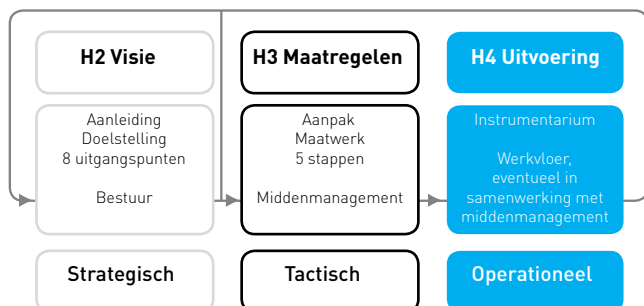 H2 Visie
H3 Maatregelen
H4 Uitvoering
Aanleiding
Doelstelling
8 uitgangspunten
Bestuur
Aanpak
Maatwerk
5 stappen
Middenmanagement
Instrumentarium
Werkvloer,
eventueel in
samenwerking met
middenmanagement
Strategisch
Tactisch
Operationeel